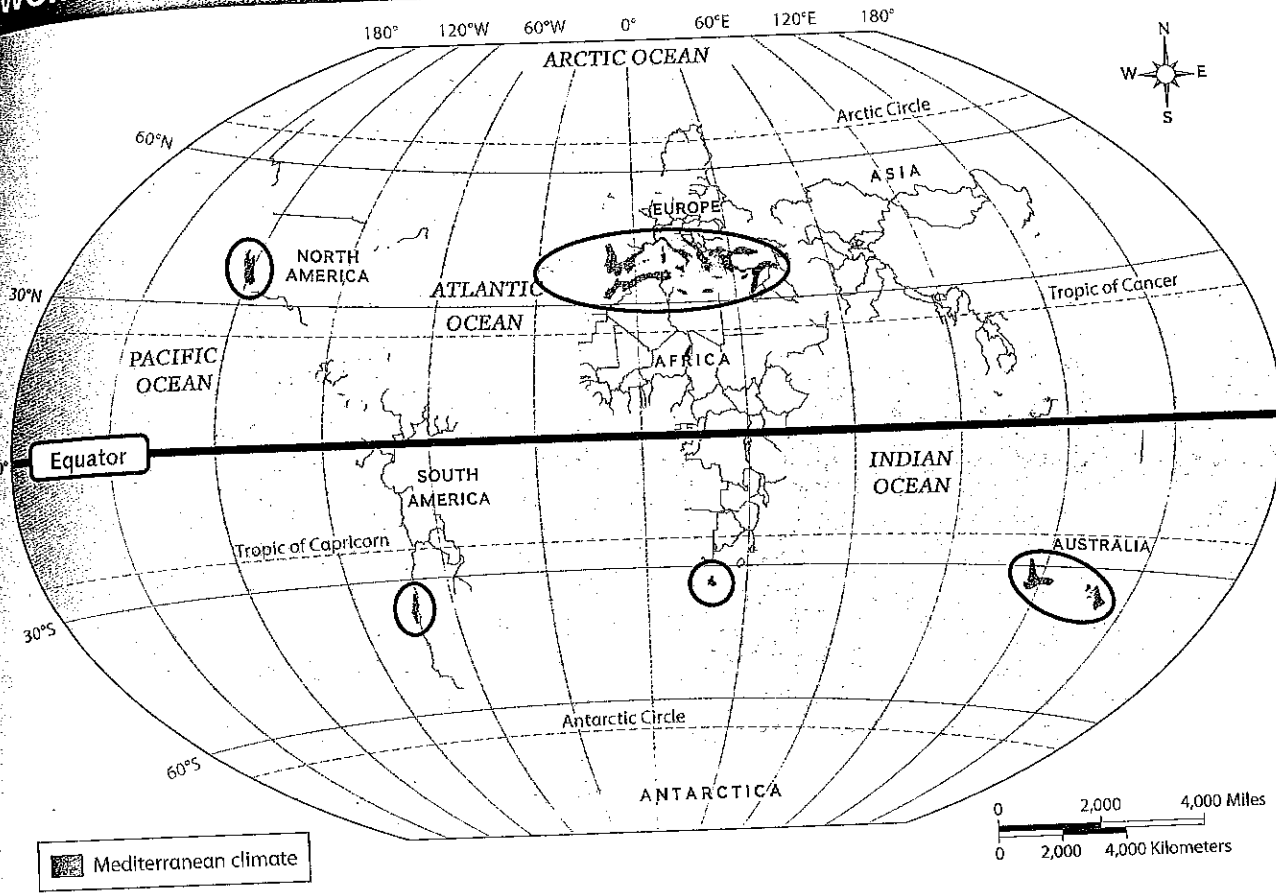 180° 120°W 60°W 0° 60°E 120°E 180°
ARCTIC OCEAN
N
W E
S
Arctic Circle
60°N
ASIA
EUROPE
NORTH
AMERICA
30°N
ATLANTIC
OCEAN
Tropic of Cancer
PACIFIC
OCEAN
AFRICA
Equator
SOUTH
AMERICA
INDIAN
OCEAN
Tropic of Capricorn
AUSTRALIA
30°S
Antarctic Circle
60°S
ANTARCTICA
0 2,000 4,000 Miles
0 2,000 4,000 Kilometers
Mediterranean climate